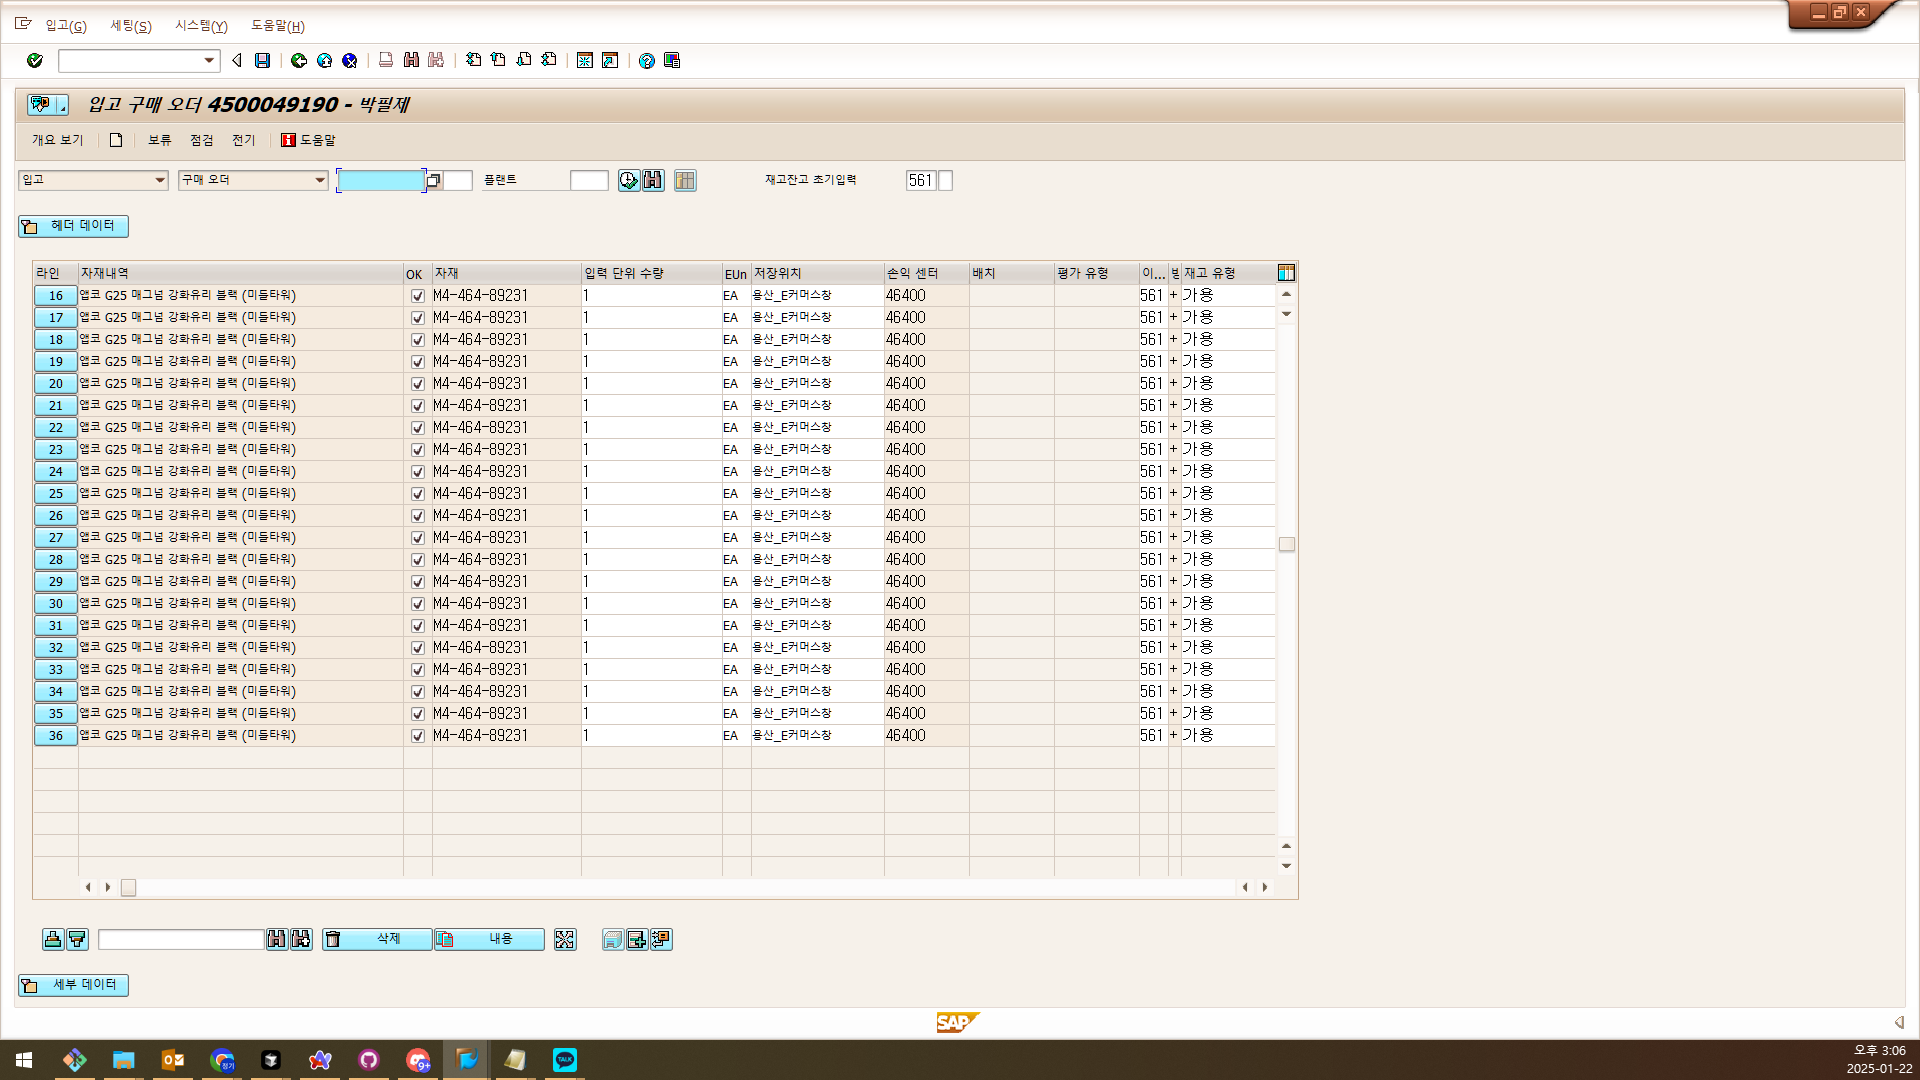 입고(G) 세팅(S) 시스템(Y) 도움말(H)
입고 구매 오더 4500049190 - 박필제
개요 보기 보류 점검 전기 도움말
입고 구매 오더 플랜트 재고잔고 초기입력 561
헤더 데이터
라인 자재내역 OK 자재 입력 단위 수량 EUn 저장위치 손익 센터 배치 평가 유형 이... 재고 유형
16 앱코 G25 매그넘 강화유리 블랙 (미들타워) M4-464-89231 1 EA 용산_E커머스창 46400 561 + 가용
17 앱코 G25 매그넘 강화유리 블랙 (미들타워) M4-464-89231 1 EA 용산_E커머스창 46400 561 + 가용
18 앱코 G25 매그넘 강화유리 블랙 (미들타워) M4-464-89231 1 EA 용산_E커머스창 46400 561 + 가용
19 앱코 G25 매그넘 강화유리 블랙 (미들타워) M4-464-89231 1 EA 용산_E커머스창 46400 561 + 가용
20 앱코 G25 매그넘 강화유리 블랙 (미들타워) M4-464-89231 1 EA 용산_E커머스창 46400 561 + 가용
21 앱코 G25 매그넘 강화유리 블랙 (미들타워) M4-464-89231 1 EA 용산_E커머스창 46400 561 + 가용
22 앱코 G25 매그넘 강화유리 블랙 (미들타워) M4-464-89231 1 EA 용산_E커머스창 46400 561 + 가용
23 앱코 G25 매그넘 강화유리 블랙 (미들타워) M4-464-89231 1 EA 용산_E커머스창 46400 561 + 가용
24 앱코 G25 매그넘 강화유리 블랙 (미들타워) M4-464-89231 1 EA 용산_E커머스창 46400 561 + 가용
25 앱코 G25 매그넘 강화유리 블랙 (미들타워) M4-464-89231 1 EA 용산_E커머스창 46400 561 + 가용
26 앱코 G25 매그넘 강화유리 블랙 (미들타워) M4-464-89231 1 EA 용산_E커머스창 46400 561 + 가용
27 앱코 G25 매그넘 강화유리 블랙 (미들타워) M4-464-89231 1 EA 용산_E커머스창 46400 561 + 가용
28 앱코 G25 매그넘 강화유리 블랙 (미들타워) M4-464-89231 1 EA 용산_E커머스창 46400 561 + 가용
29 앱코 G25 매그넘 강화유리 블랙 (미들타워) M4-464-89231 1 EA 용산_E커머스창 46400 561 + 가용
30 앱코 G25 매그넘 강화유리 블랙 (미들타워) M4-464-89231 1 EA 용산_E커머스창 46400 561 + 가용
31 앱코 G25 매그넘 강화유리 블랙 (미들타워) M4-464-89231 1 EA 용산_E커머스창 46400 561 + 가용
32 앱코 G25 매그넘 강화유리 블랙 (미들타워) M4-464-89231 1 EA 용산_E커머스창 46400 561 + 가용
33 앱코 G25 매그넘 강화유리 블랙 (미들타워) M4-464-89231 1 EA 용산_E커머스창 46400 561 + 가용
34 앱코 G25 매그넘 강화유리 블랙 (미들타워) M4-464-89231 1 EA 용산_E커머스창 46400 561 + 가용
35 앱코 G25 매그넘 강화유리 블랙 (미들타워) M4-464-89231 1 EA 용산_E커머스창 46400 561 + 가용
36 앱코 G25 매그넘 강화유리 블랙 (미들타워) M4-464-89231 1 EA 용산_E커머스창 46400 561 + 가용
삭제 내용
세부 데이터
SAP
9+ TALK
오후 3:06
2025-01-22